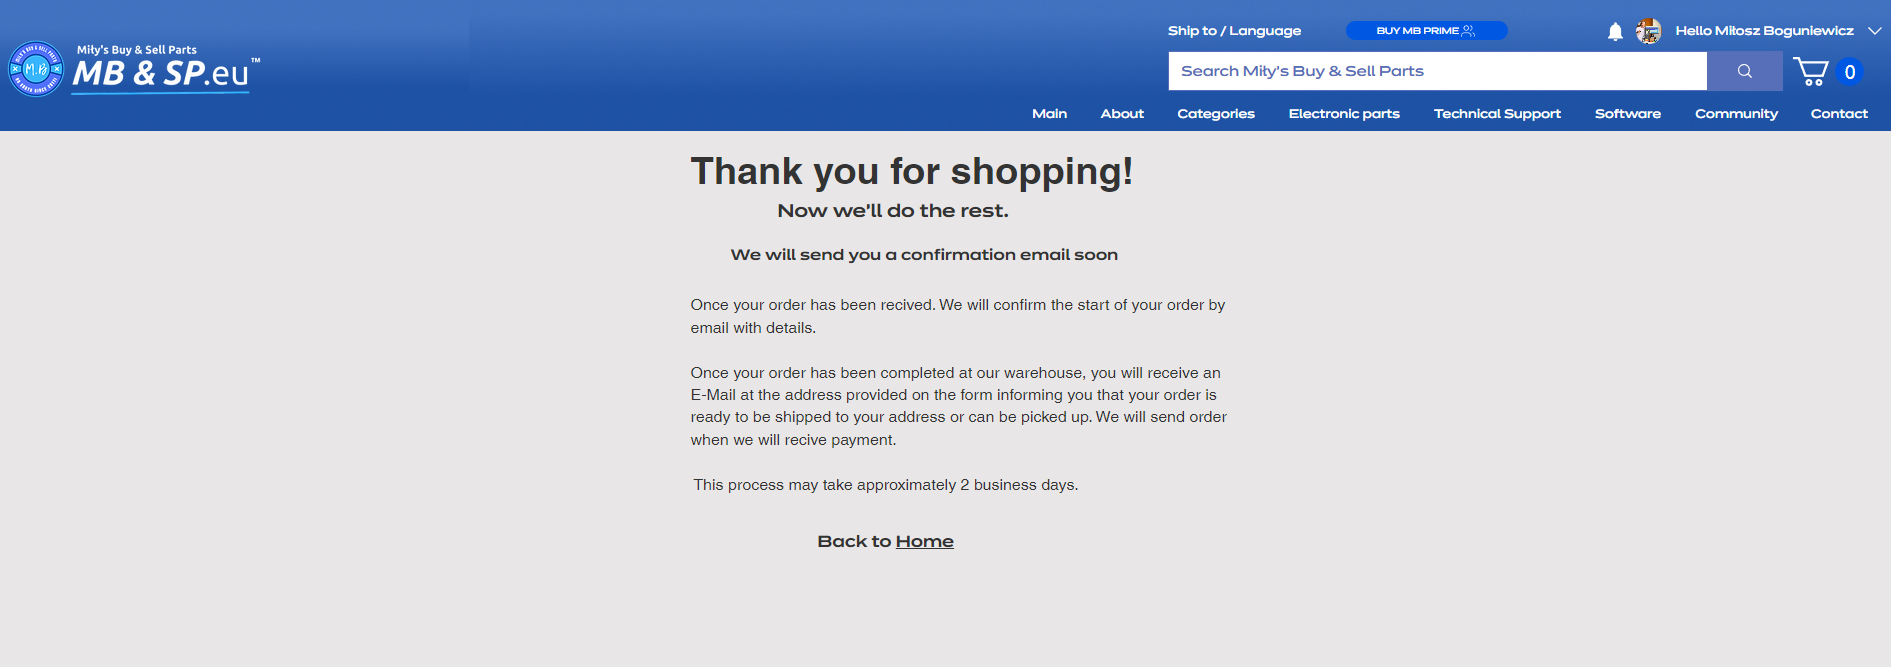 Ship to / Language
BUY MB PRIME
Hello Miłosz Boguniewicz
Miły's Buy & Sell Parts
M.B
MB & SP.eu™
Search Miły's Buy & Sell Parts
0
Main About Categories Electronic parts Technical Support Software Community Contact
Thank you for shopping!
Now we'll do the rest.
We will send you a confirmation email soon
Once your order has been recived. We will confirm the start of your order by
email with details.
Once your order has been completed at our warehouse, you will receive an
E-Mail at the address provided on the form informing you that your order is
ready to be shipped to your address or can be picked up. We will send order
when we will recive payment.
This process may take approximately 2 business days.
Back to Home